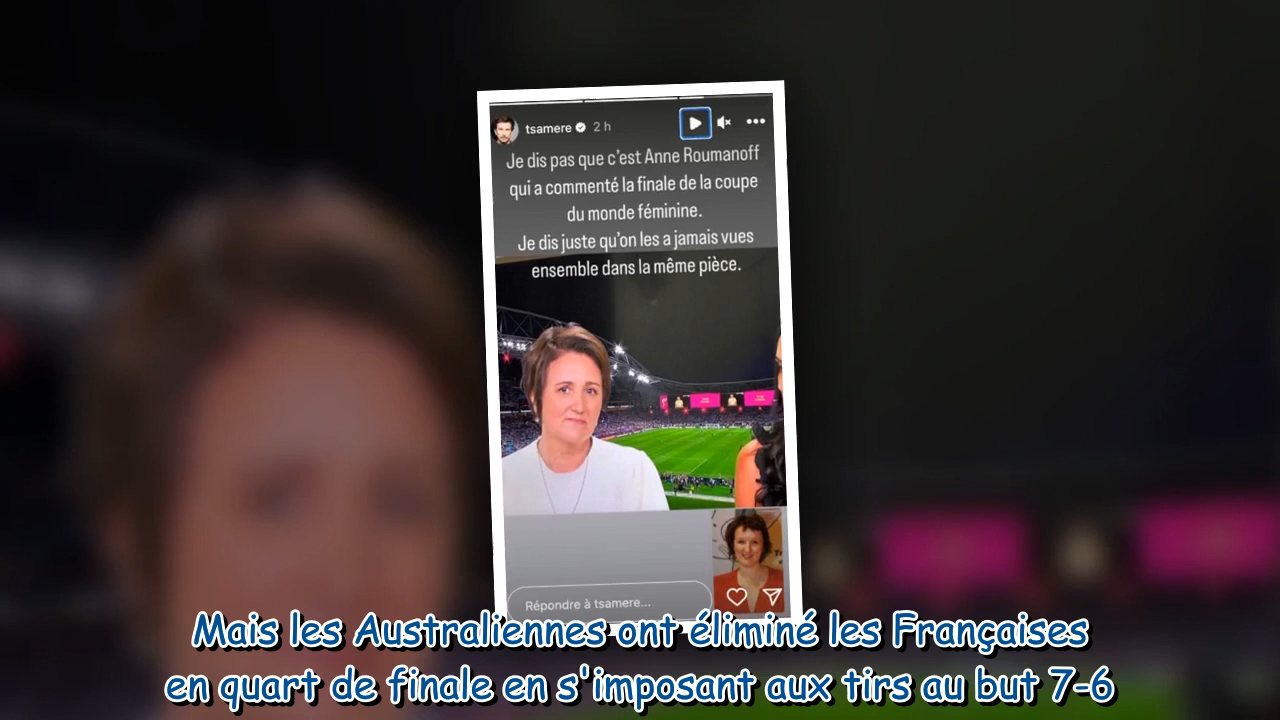 tsamere 2 h
Je dis pas que c'est Anne Roumanoff
qui a commenté la finale de la coupe
du monde féminine.
Je dis juste qu'on les a jamais vues
ensemble dans la même pièce.
Répondre à tsamere...
Mais les Australiennes ont éliminé les Françaises
en quart de finale en s'imposant aux tirs au but 7-6